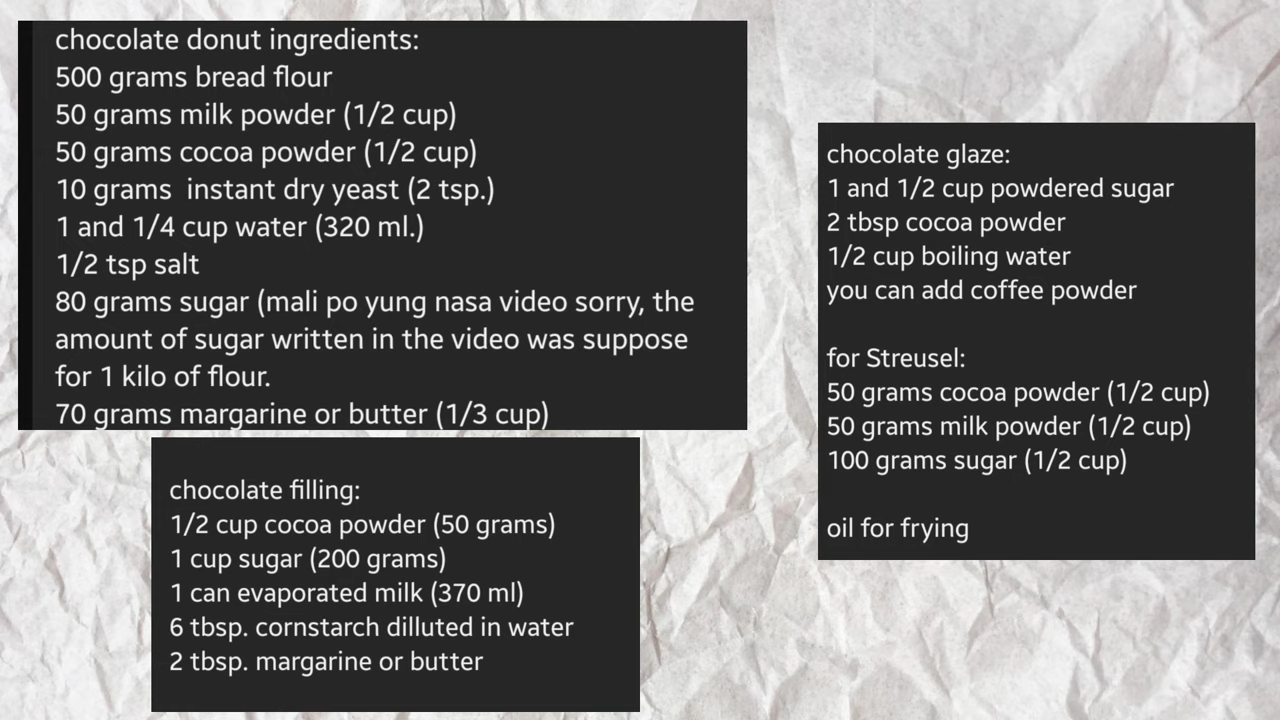 chocolate donut ingredients:
500 grams bread flour
50 grams milk powder (1/2 cup)
50 grams cocoa powder (1/2 cup)
10 grams  instant dry yeast (2 tsp.)
1 and 1/4 cup water (320 ml.)
1/2 tsp salt
80 grams sugar (mali po yung nasa video sorry, the
amount of sugar written in the video was suppose
for 1 kilo of flour.
70 grams margarine or butter (1/3 cup)
chocolate filling:
1/2 cup cocoa powder (50 grams)
1 cup sugar (200 grams)
1 can evaporated milk (370 ml)
6 tbsp. cornstarch dilluted in water
2 tbsp. margarine or butter
chocolate glaze:
1 and 1/2 cup powdered sugar
2 tbsp cocoa powder
1/2 cup boiling water
you can add coffee powder
for Streusel:
50 grams cocoa powder (1/2 cup)
50 grams milk powder (1/2 cup)
100 grams sugar (1/2 cup)
oil for frying